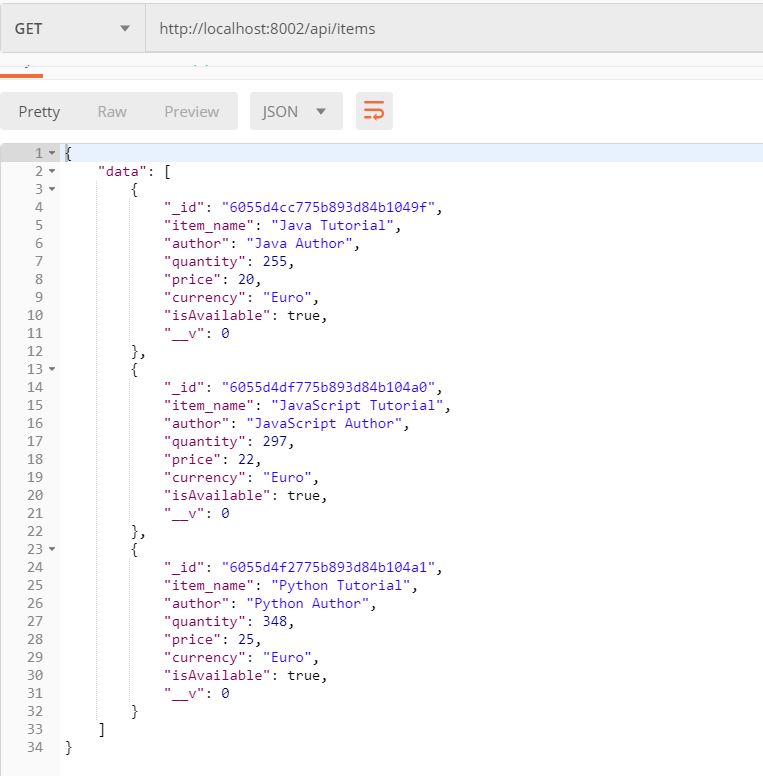 GET http://localhost:8002/api/items
Pretty Raw Preview JSON
1 {
2 "data": [
3 {
4 "_id": "6055d4cc775b893d84b1049f",
5 "item_name": "Java Tutorial",
6 "author": "Java Author",
7 "quantity": 255,
8 "price": 20,
9 "currency": "Euro",
10 "isAvailable": true,
11 "__v": 0
12 },
13 {
14 "_id": "6055d4df775b893d84b104a0",
15 "item_name": "JavaScript Tutorial",
16 "author": "JavaScript Author",
17 "quantity": 297,
18 "price": 22,
19 "currency": "Euro",
20 "isAvailable": true,
21 "__v": 0
22 },
23 {
24 "_id": "6055d4f2775b893d84b104a1",
25 "item_name": "Python Tutorial",
26 "author": "Python Author",
27 "quantity": 348,
28 "price": 25,
29 "currency": "Euro",
30 "isAvailable": true,
31 "__v": 0
32 }
33 ]
34 }